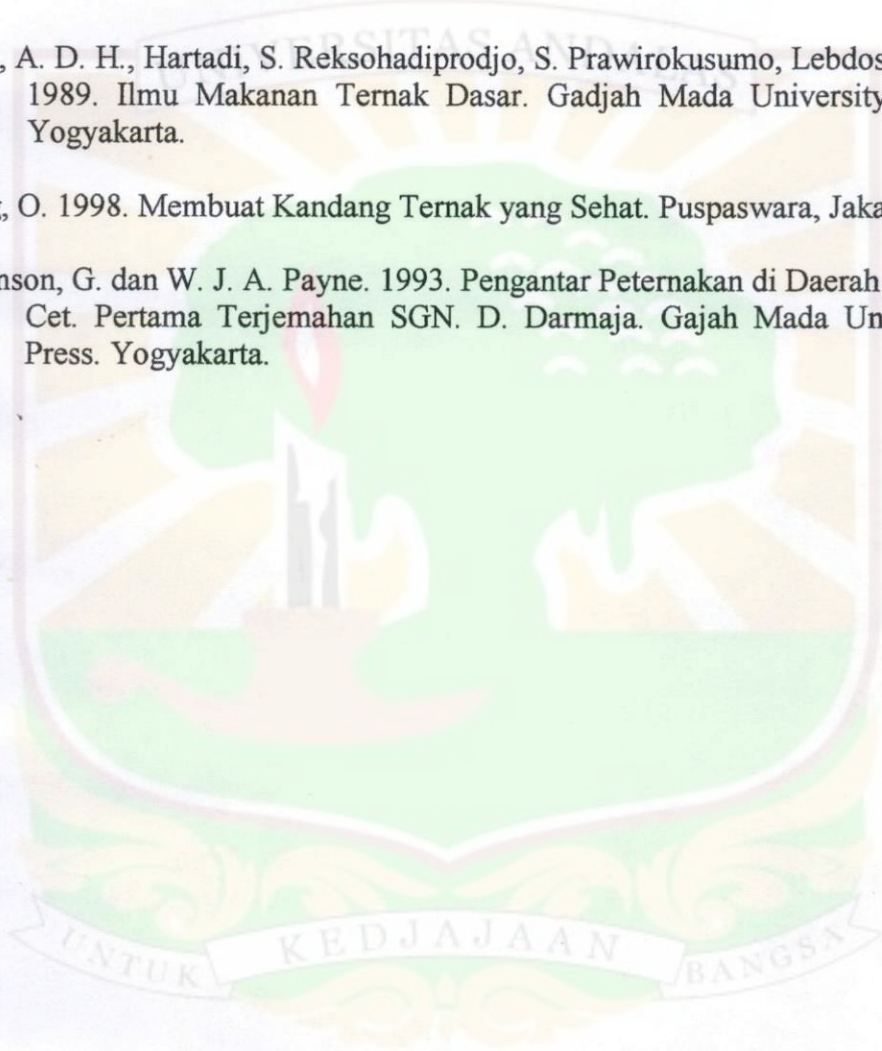 UNIVERSITAS ANDALAS
, A. D. H., Hartadi, S. Reksohadiprodjo, S. Prawirokusumo, Lebdos
1989. Ilmu Makanan Ternak Dasar. Gadjah Mada University
Yogyakarta.
, O. 1998. Membuat Kandang Ternak yang Sehat. Puspaswara, Jaka
nson, G. dan W. J. A. Payne. 1993. Pengantar Peternakan di Daerah
Cet. Pertama Terjemahan SGN. D. Darmaja. Gajah Mada Un
Press. Yogyakarta.
UNTUK KEDJAJAAN BANGSA